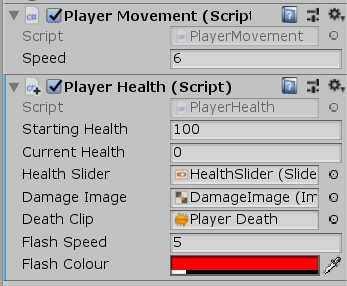 Player Movement (Script
Script PlayerMovement
Speed 6
Player Health (Script)
Script PlayerHealth
Starting Health 100
Current Health 0
Health Slider HealthSlider (Slide
Damage Image DamageImage (Im
Death Clip Player Death
Flash Speed 5
Flash Colour